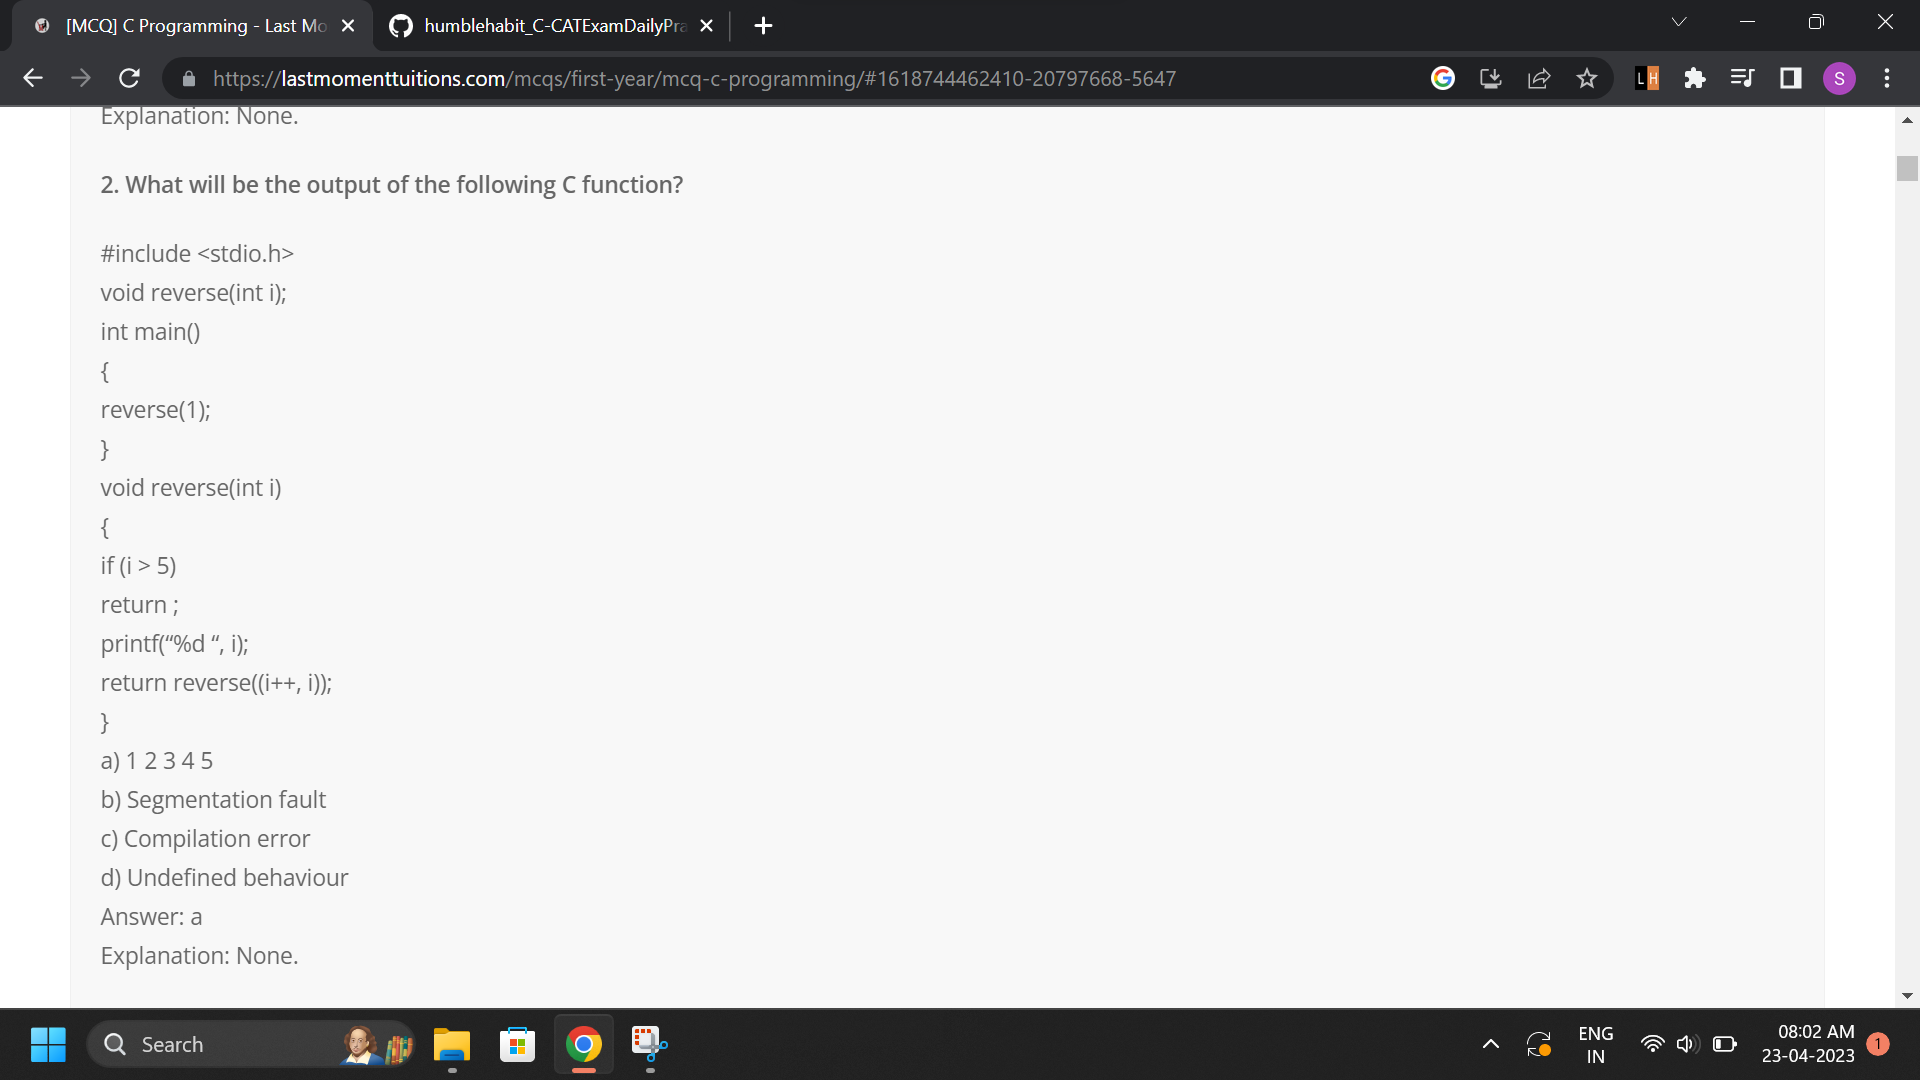 [MCQ] C Programming - Last Mo
humblehabit_C-CATExamDailyPra
https://lastmomenttuitions.com/mcqs/first-year/mcq-c-programming/#1618744462410-20797668-5647
LH
S
Explanation: None.
2. What will be the output of the following C function?
#include <stdio.h>
void reverse(int i);
int main()
{
reverse(1);
}
void reverse(int i)
{
if (i > 5)
return ;
printf(“%d “, i);
return reverse((i++, i));
}
a) 1 2 3 4 5
b) Segmentation fault
c) Compilation error
d) Undefined behaviour
Answer: a
Explanation: None.
Search
ENG
IN
08:02 AM
23-04-2023
1